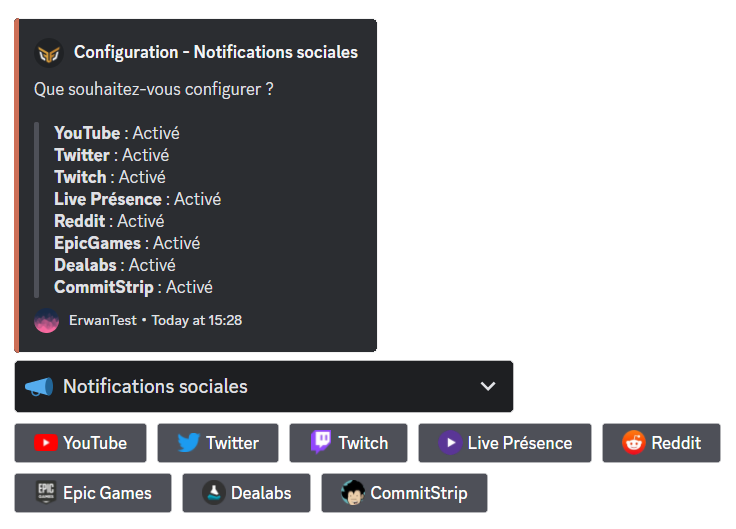 Configuration - Notifications sociales
Que souhaitez-vous configurer ?
YouTube : Activé
Twitter : Activé
Twitch : Activé
Live Présence : Activé
Reddit : Activé
EpicGames : Activé
Dealabs : Activé
CommitStrip : Activé
ErwanTest • Today at 15:28
Notifications sociales
YouTube Twitter Twitch Live Présence Reddit
EPIC GAMES Epic Games Dealabs CommitStrip